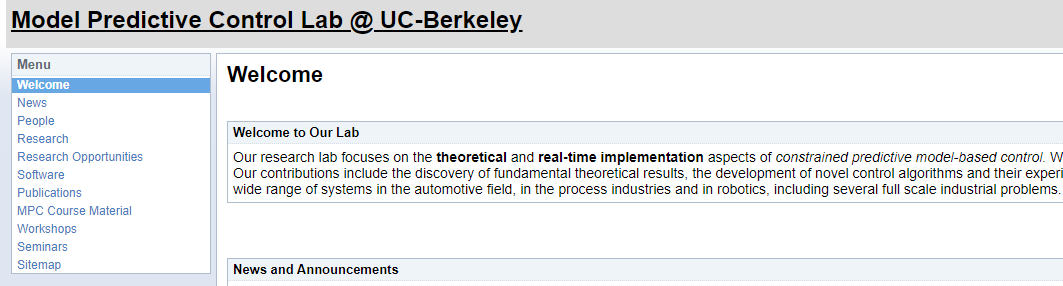 Model Predictive Control Lab @ UC-Berkeley
Menu
Welcome
News
People
Research
Research Opportunities
Software
Publications
MPC Course Material
Workshops
Seminars
Sitemap
Welcome
Welcome to Our Lab
Our research lab focuses on the theoretical and real-time implementation aspects of constrained predictive model-based control.
Our contributions include the discovery of fundamental theoretical results, the development of novel control algorithms and their
wide range of systems in the automotive field, in the process industries and in robotics, including several full scale industrial problems.
News and Announcements